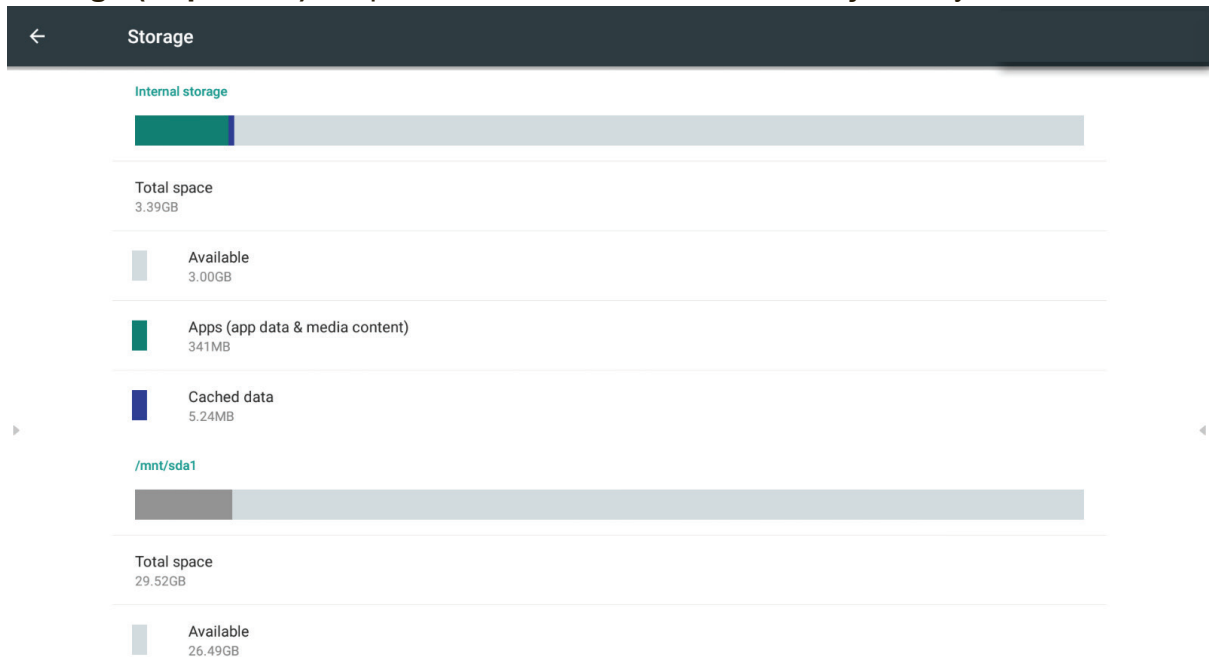 Storage
Internal storage
Total space
3.39GB
Available
3.00GB
Apps (app data & media content)
341MB
Cached data
5.24MB
/mnt/sda1
Total space
29.52GB
Available
26.49GB